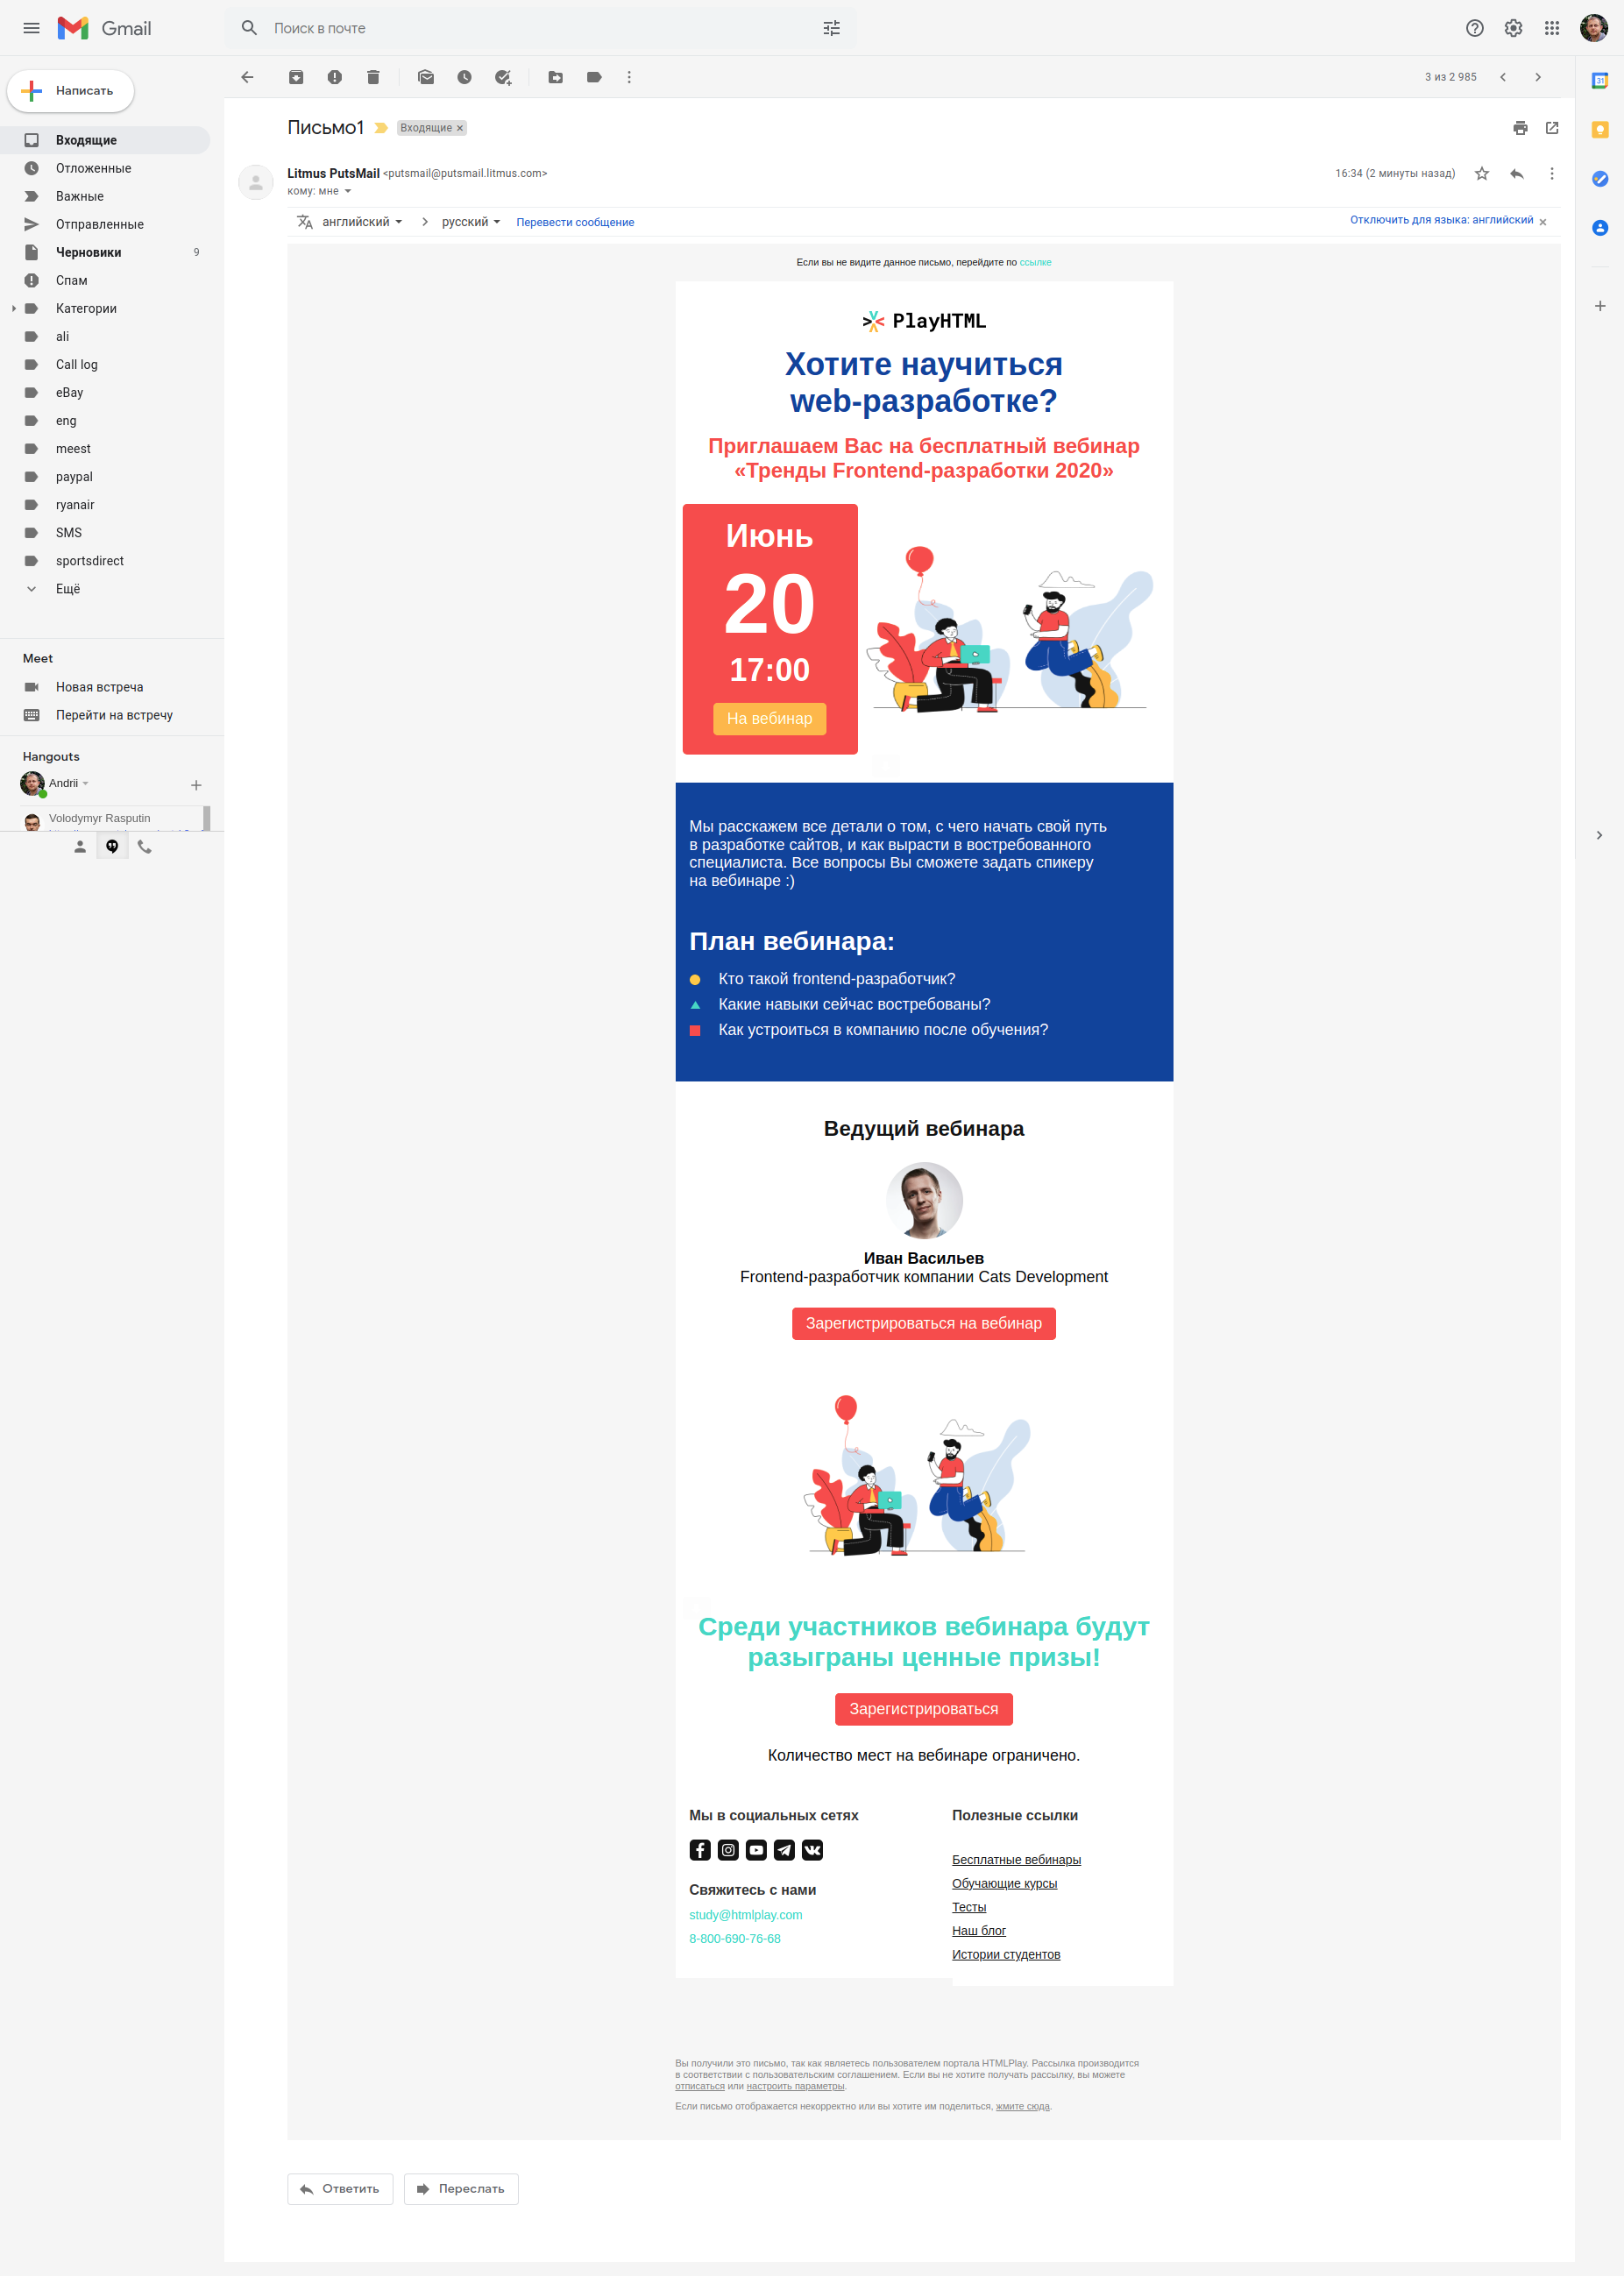 Gmail
Поиск в почте
Написать
3 из 2 985
Входящие
Отложенные
Важные
Отправленные
Черновики 9
Спам
Категории
ali
Call log
eBay
eng
meest
paypal
ryanair
SMS
sportsdirect
Ещё
Meet
Новая встреча
Перейти на встречу
Hangouts
Andrii
Volodymyr Rasputin
31
Письмо1 Входящие
Litmus PutsMail <putsmail@putsmail.litmus.com> 16:34 (2 минуты назад)
кому: мне
английский русский Перевести сообщение Отключить для языка: английский
Если вы не видите данное письмо, перейдите по ссылке
PlayHTML
Хотите научиться
web-разработке?
Приглашаем Вас на бесплатный вебинар
«Тренды Frontend-разработки 2020»
Июнь
20
17:00
На вебинар
Мы расскажем все детали о том, с чего начать свой путь
в разработке сайтов, и как вырасти в востребованного
специалиста. Все вопросы Вы сможете задать спикеру
на вебинаре :)
План вебинара:
Кто такой frontend-разработчик?
Какие навыки сейчас востребованы?
Как устроиться в компанию после обучения?
Ведущий вебинара
Иван Васильев
Frontend-разработчик компании Cats Development
Зарегистрироваться на вебинар
Среди участников вебинара будут
разыграны ценные призы!
Зарегистрироваться
Количество мест на вебинаре ограничено.
Мы в социальных сетях
Свяжитесь с нами
study@htmlplay.com
8-800-690-76-68
Полезные ссылки
Бесплатные вебинары
Обучающие курсы
Тесты
Наш блог
Истории студентов
Вы получили это письмо, так как являетесь пользователем портала HTMLPlay. Рассылка производится
в соответствии с пользовательским соглашением. Если вы не хотите получать рассылку, вы можете
отписаться или настроить параметры.
Если письмо отображается некорректно или вы хотите им поделиться, жмите сюда.
Ответить
Переслать